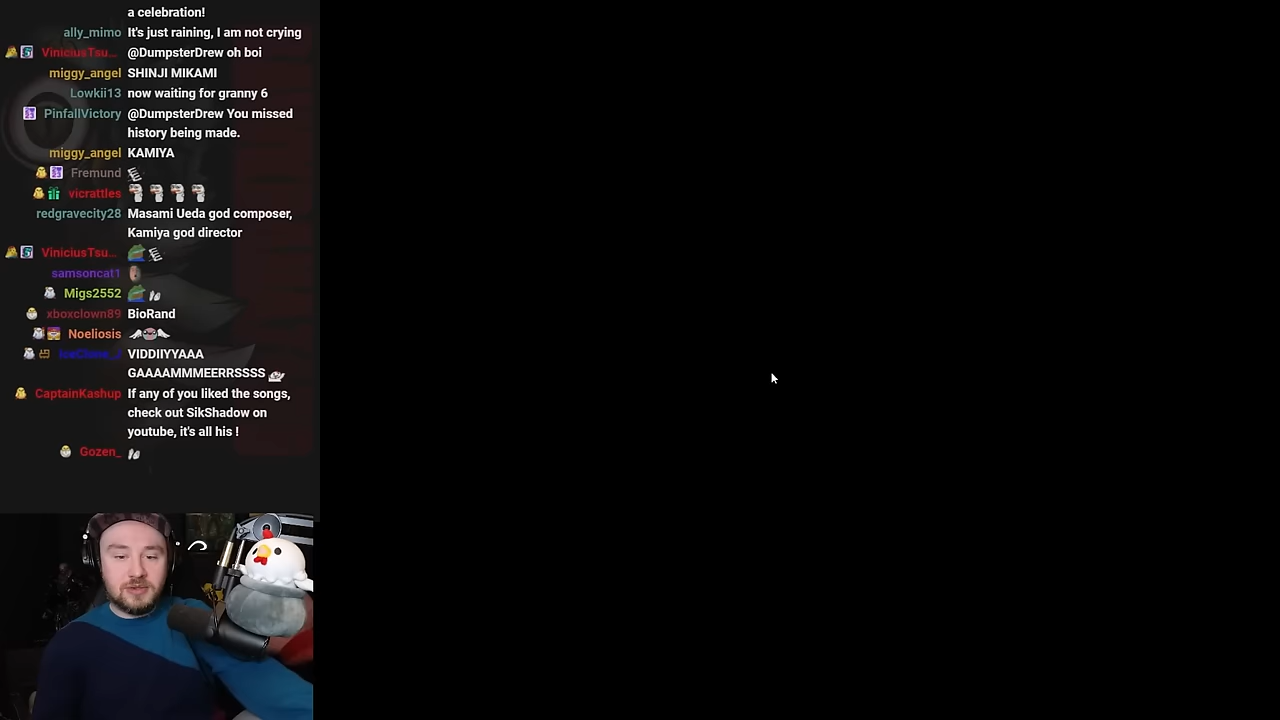 a celebration!
ally_mimo It's just raining, I am not crying
ViniciusTsu... @DumpsterDrew oh boi
miggy_angel SHINJI MIKAMI
Lowkii13 now waiting for granny 6
PinfallVictory @DumpsterDrew You missed
history being made.
miggy_angel KAMIYA
Fremund
vicrattles
redgravecity28 Masami Ueda god composer,
Kamiya god director
ViniciusTsu...
samsoncat1
Migs2552
xboxclown89 BioRand
Noeliosis
VIDDIIYYAAA
GAAAAMMMEERRSSSS
CaptainKashup If any of you liked the songs,
check out SikShadow on
youtube, it's all his !
Gozen_